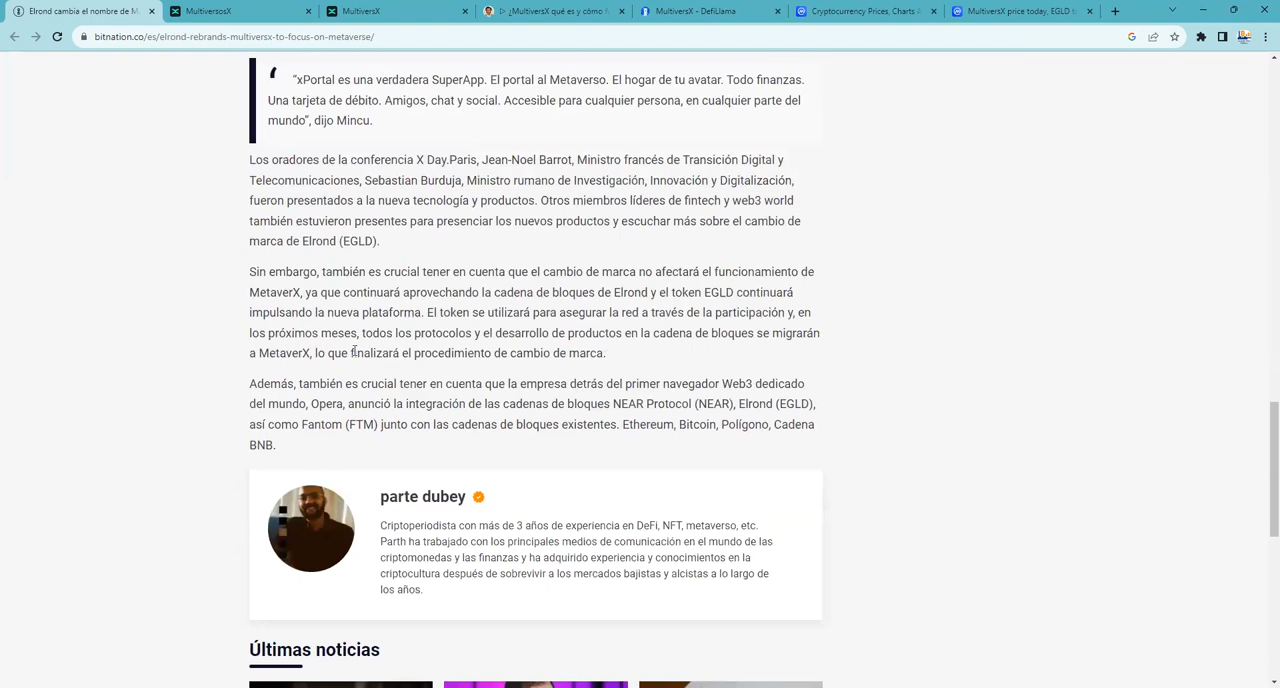 Elrond cambia el nombre de M
MultiversosX
MultiversX
▷ ¿MultiversX qué es y cómo f
MultiversX - DefiLlama
Cryptocurrency Prices, Charts A
MultiversX price today, EGLD to
bitnation.co/es/elrond-rebrands-multiversx-to-focus-on-metaverse/
“xPortal es una verdadera SuperApp. El portal al Metaverso. El hogar de tu avatar. Todo finanzas.
Una tarjeta de débito. Amigos, chat y social. Accesible para cualquier persona, en cualquier parte del
mundo”, dijo Mincu.
Los oradores de la conferencia X Day.Paris, Jean-Noel Barrot, Ministro francés de Transición Digital y
Telecomunicaciones, Sebastian Burduja, Ministro rumano de Investigación, Innovación y Digitalización,
fueron presentados a la nueva tecnología y productos. Otros miembros líderes de fintech y web3 world
también estuvieron presentes para presenciar los nuevos productos y escuchar más sobre el cambio de
marca de Elrond (EGLD).
Sin embargo, también es crucial tener en cuenta que el cambio de marca no afectará el funcionamiento de
MetaverX, ya que continuará aprovechando la cadena de bloques de Elrond y el token EGLD continuará
impulsando la nueva plataforma. El token se utilizará para asegurar la red a través de la participación y, en
los próximos meses, todos los protocolos y el desarrollo de productos en la cadena de bloques se migrarán
a MetaverX, lo que finalizará el procedimiento de cambio de marca.
Además, también es crucial tener en cuenta que la empresa detrás del primer navegador Web3 dedicado
del mundo, Opera, anunció la integración de las cadenas de bloques NEAR Protocol (NEAR), Elrond (EGLD),
así como Fantom (FTM) junto con las cadenas de bloques existentes. Ethereum, Bitcoin, Polígono, Cadena
BNB.
parte dubey
Criptoperiodista con más de 3 años de experiencia en DeFi, NFT, metaverso, etc.
Parth ha trabajado con los principales medios de comunicación en el mundo de las
criptomonedas y las finanzas y ha adquirido experiencia y conocimientos en la
criptocultura después de sobrevivir a los mercados bajistas y alcistas a lo largo de
los años.
Últimas noticias